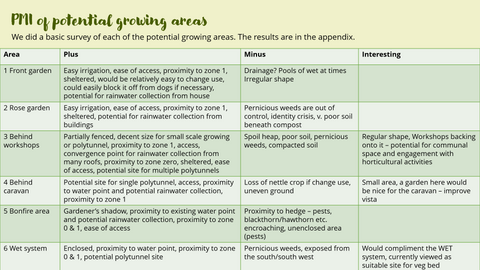 PMI of potential growing areas
We did a basic survey of each of the potential growing areas. The results are in the appendix.
Area Plus Minus Interesting
1 Front garden
Easy irrigation, ease of access, proximity to zone 1,
sheltered, would be relatively easy to change use,
could easily block it off from dogs if necessary,
potential for rainwater collection from house
Drainage? Pools of wet at times
Irregular shape
2 Rose garden
Easy irrigation, ease of access, proximity to zone 1,
sheltered, potential for rainwater collection from
buildings
Pernicious weeds are out of
control, identity crisis, v. poor soil
beneath compost
3 Behind
workshops
Partially fenced, decent size for small scale growing
or polytunnel, proximity to zone 1, access,
convergence point for rainwater collection from
many roofs, proximity to zone zero, sheltered, ease
of access, potential site for multiple polytunnels
Spoil heap, poor soil, pernicious
weeds, compacted soil
Regular shape, Workshops backing
onto it – potential for communal
space and engagement with
horticultural activities
4 Behind
caravan
Potential site for single polytunnel, access, proximity
to water point and potential rainwater collection,
proximity to zone 1
Loss of nettle crop if change use,
uneven ground
Small area, a garden here would
be nice for the caravan – improve
vista
5 Bonfire area
Gardener's shadow, proximity to existing water point
and potential rainwater collection, proximity to zone
0 & 1, ease of access
Proximity to hedge – pests,
blackthorn/hawthorn etc.
encroaching, unenclosed area
(pests)
6 Wet system
Enclosed, proximity to water point, proximity to zone
0 & 1, potential polytunnel site
Pernicious weeds, exposed from
the south/south west
Would compliment the WET
system, currently viewed as
suitable site for veg bed